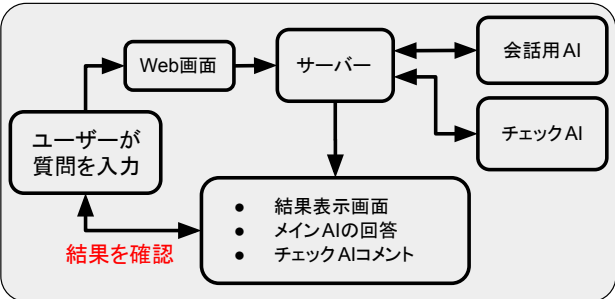 Web画面
サーバー
会話用AI
チェックAI
ユーザーが
質問を入力
● 結果表示画面
● メインAIの回答
● チェックAIコメント
結果を確認